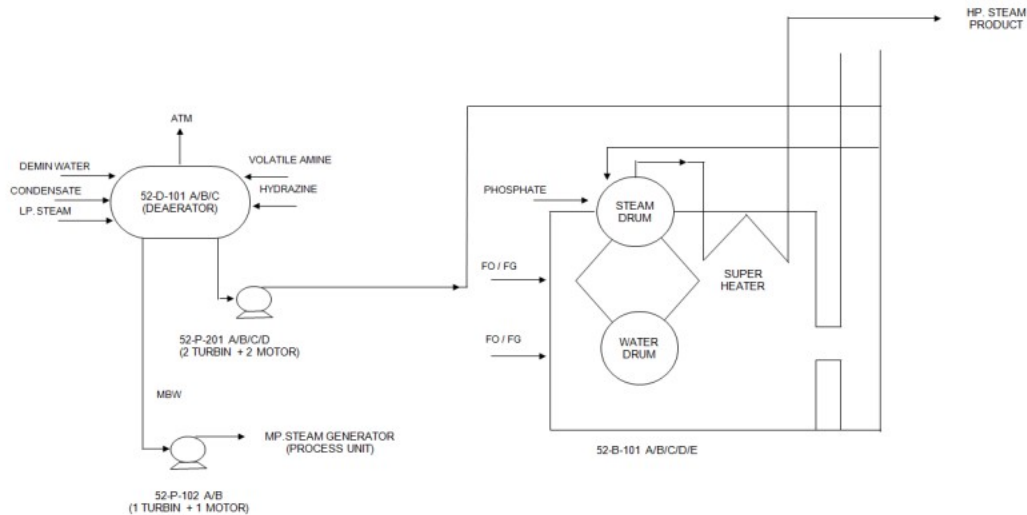 HP. STEAM
PRODUCT
ATM
DEMIN WATER
VOLATILE AMINE
CONDENSATE
52-D-101 A/B/C
(DEAERATOR)
HYDRAZINE
LP. STEAM
PHOSPHATE
STEAM
DRUM
FO / FG
SUPER
HEATER
52-P-201 A/B/C/D
(2 TURBIN + 2 MOTOR)
FO / FG
WATER
DRUM
MBW
MP.STEAM GENERATOR
(PROCESS UNIT)
52-B-101 A/B/C/D/E
52-P-102 A/B
(1 TURBIN + 1 MOTOR)